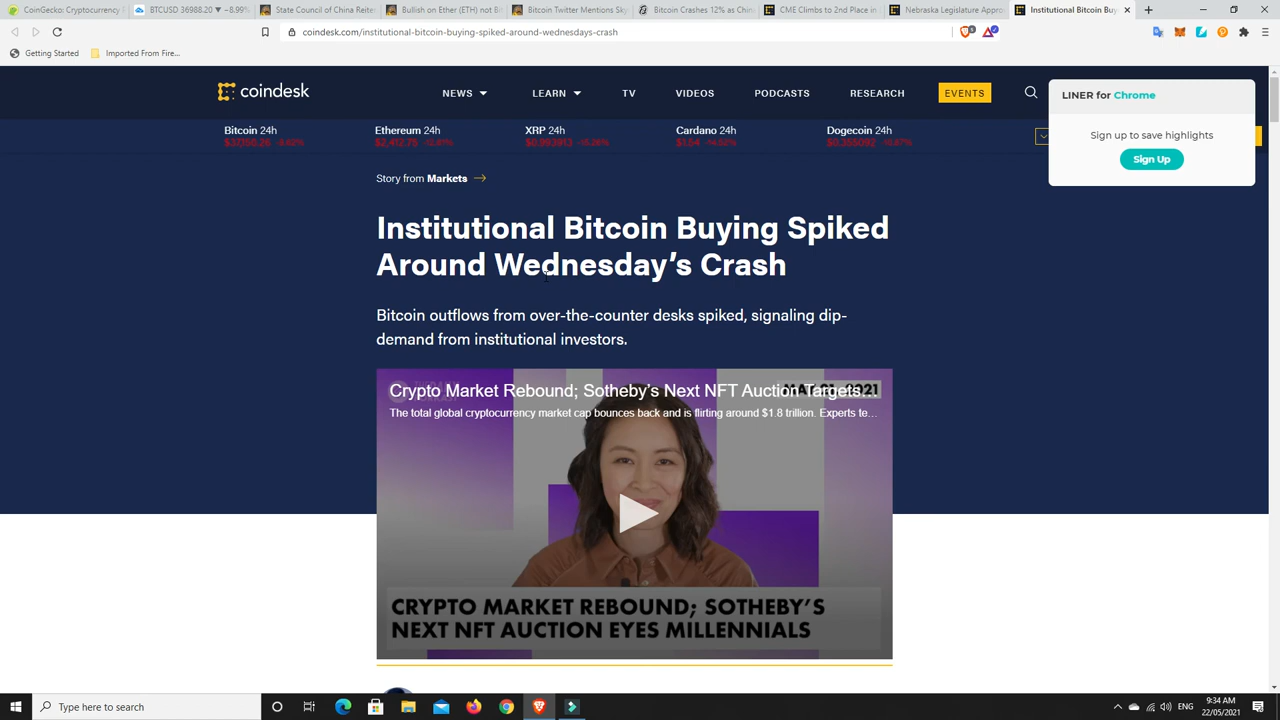 CoinGecko: Cryptocurrency P
BTCUSD 36988.20 ▼ −8.99%
State Council of China Reites
Bullish on Ether (ETH) not Bi
Bitcoin Twitter Mentions Sky
Bitcoin Crashes 12% as Chin
CME Climbs to 2nd Place in
Nebraska Legislature Appro
Institutional Bitcoin Buy
coindesk.com/institutional-bitcoin-buying-spiked-around-wednesdays-crash
Getting Started
Imported From Fire...
coindesk
NEWS
LEARN
TV
VIDEOS
PODCASTS
RESEARCH
EVENTS
LINER for Chrome
Sign up to save highlights
Sign Up
Bitcoin 24h
Ethereum 24h
XRP 24h
Cardano 24h
Dogecoin 24h
Story from Markets
Institutional Bitcoin Buying Spiked
Around Wednesday's Crash
Bitcoin outflows from over-the-counter desks spiked, signaling dip-
demand from institutional investors.
Crypto Market Rebound; Sotheby's Next NFT Auction Targets...
The total global cryptocurrency market cap bounces back and is flirting around $1.8 trillion. Experts te...
CRYPTO MARKET REBOUND; SOTHEBY'S
NEXT NFT AUCTION EYES MILLENNIALS
Type here to search
ENG
9:34 AM
22/05/2021